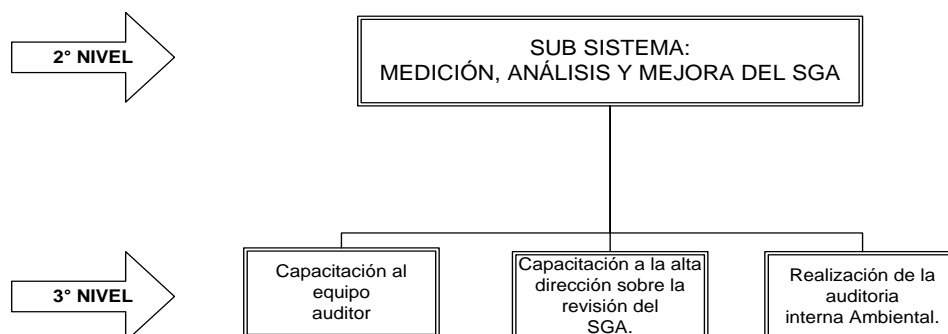 2° NIVEL
SUB SISTEMA:
MEDICIÓN, ANÁLISIS Y MEJORA DEL SGA
3° NIVEL
Capacitación al
equipo
auditor
Capacitación a la alta
dirección sobre la
revisión del
SGA.
Realización de la
auditoria
interna Ambiental.